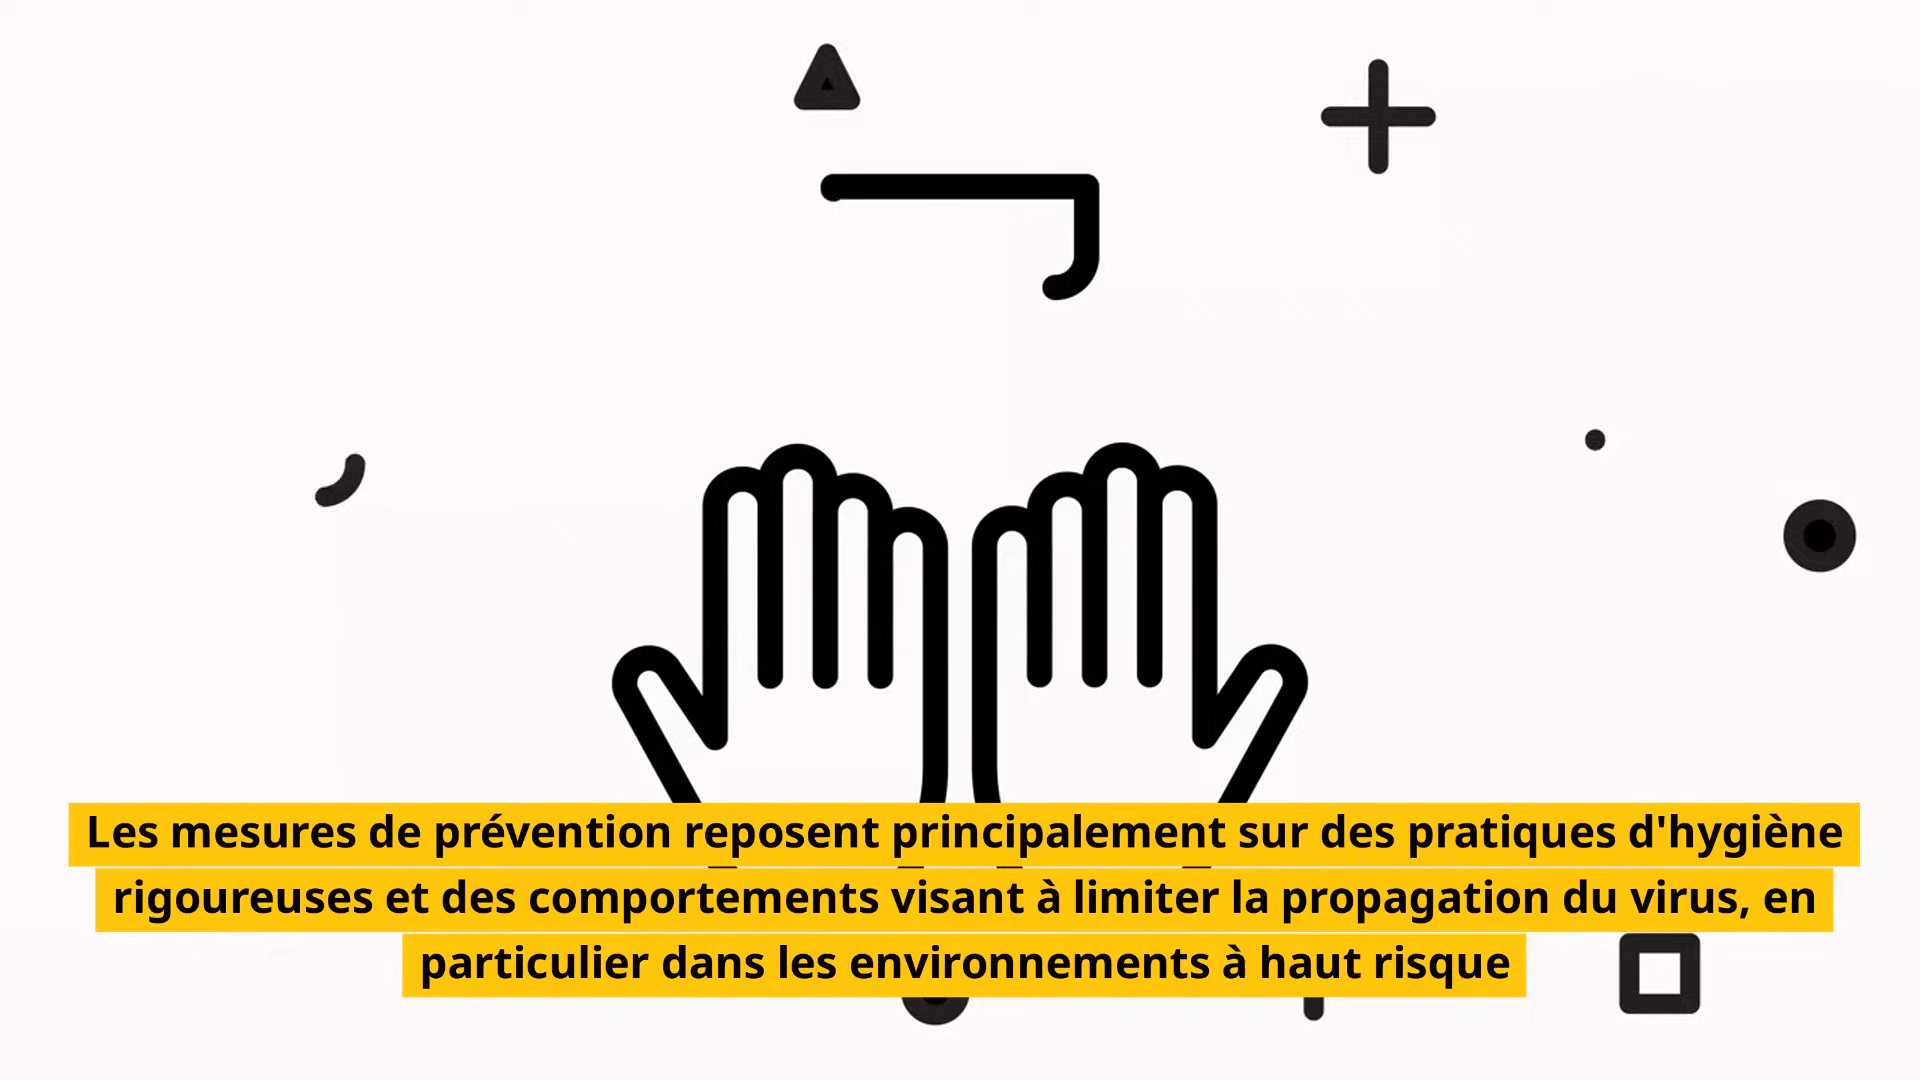 Les mesures de prévention reposent principalement sur des pratiques d'hygiène
rigoureuses et des comportements visant à limiter la propagation du virus, en
particulier dans les environnements à haut risque